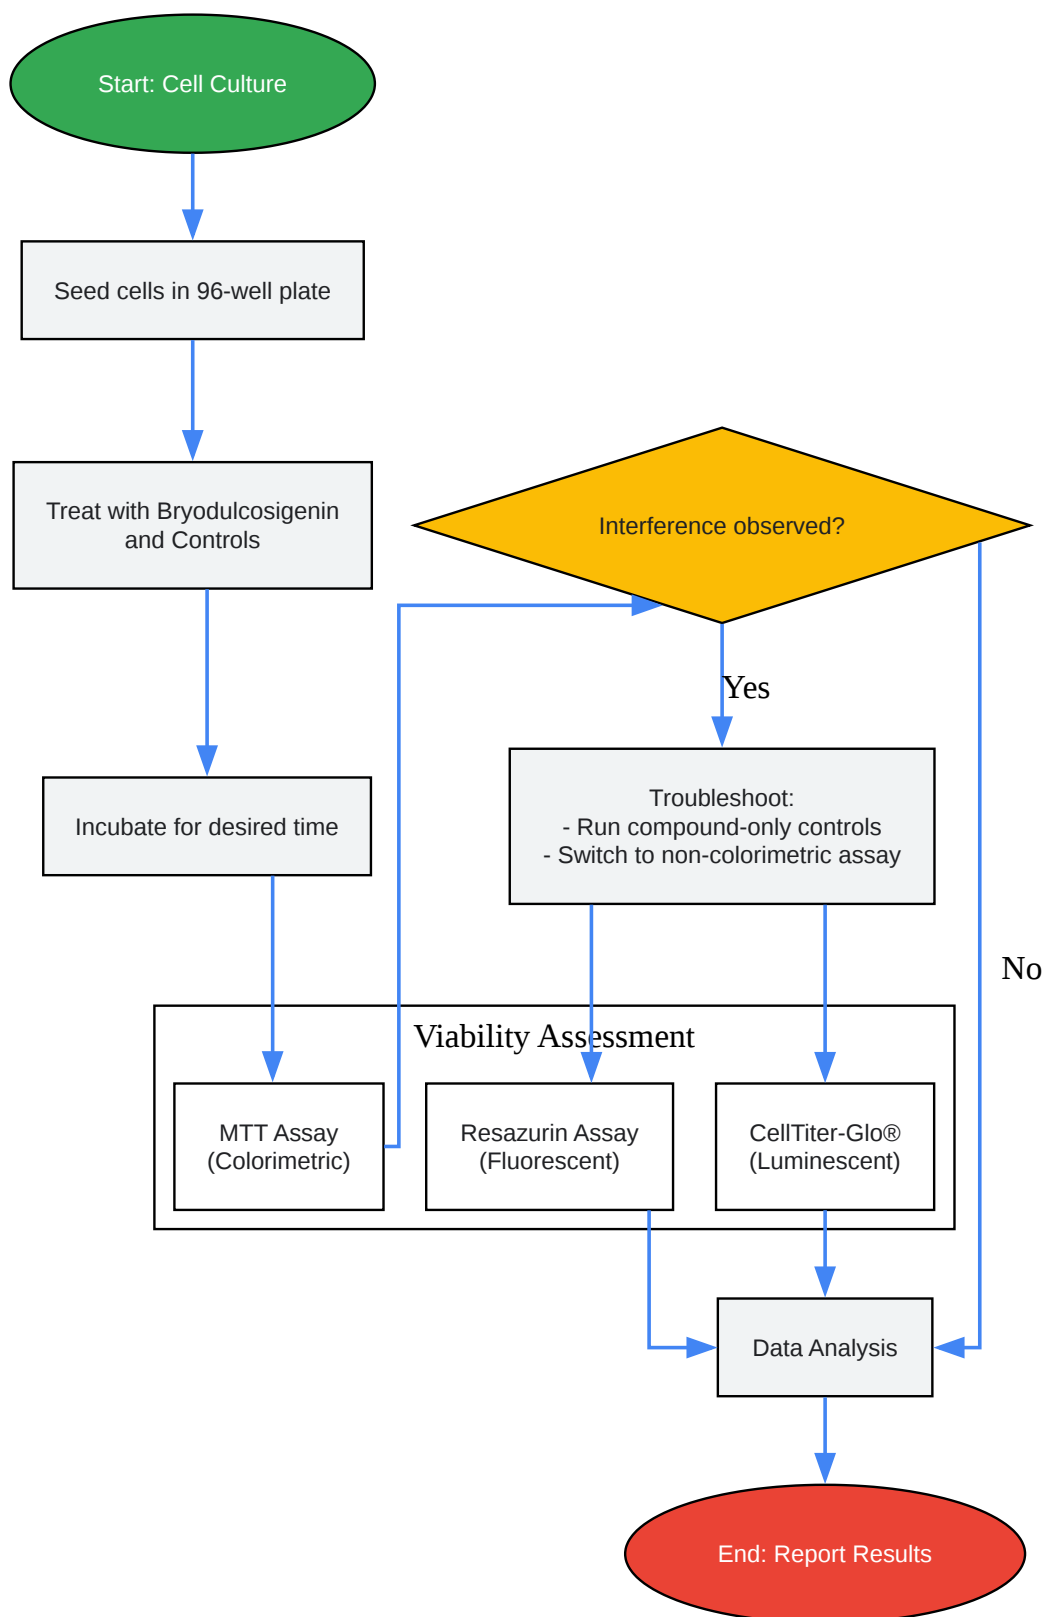 Start: Cell Culture
Seed cells in 96-well plate
Treat with Bryodulcosigenin
and Controls
Interference observed?
Yes
Troubleshoot:
- Run compound-only controls
- Switch to non-colorimetric assay
Incubate for desired time
No
Viability Assessment
MTT Assay
(Colorimetric)
Resazurin Assay
(Fluorescent)
CellTiter-Glo®
(Luminescent)
Data Analysis
End: Report Results